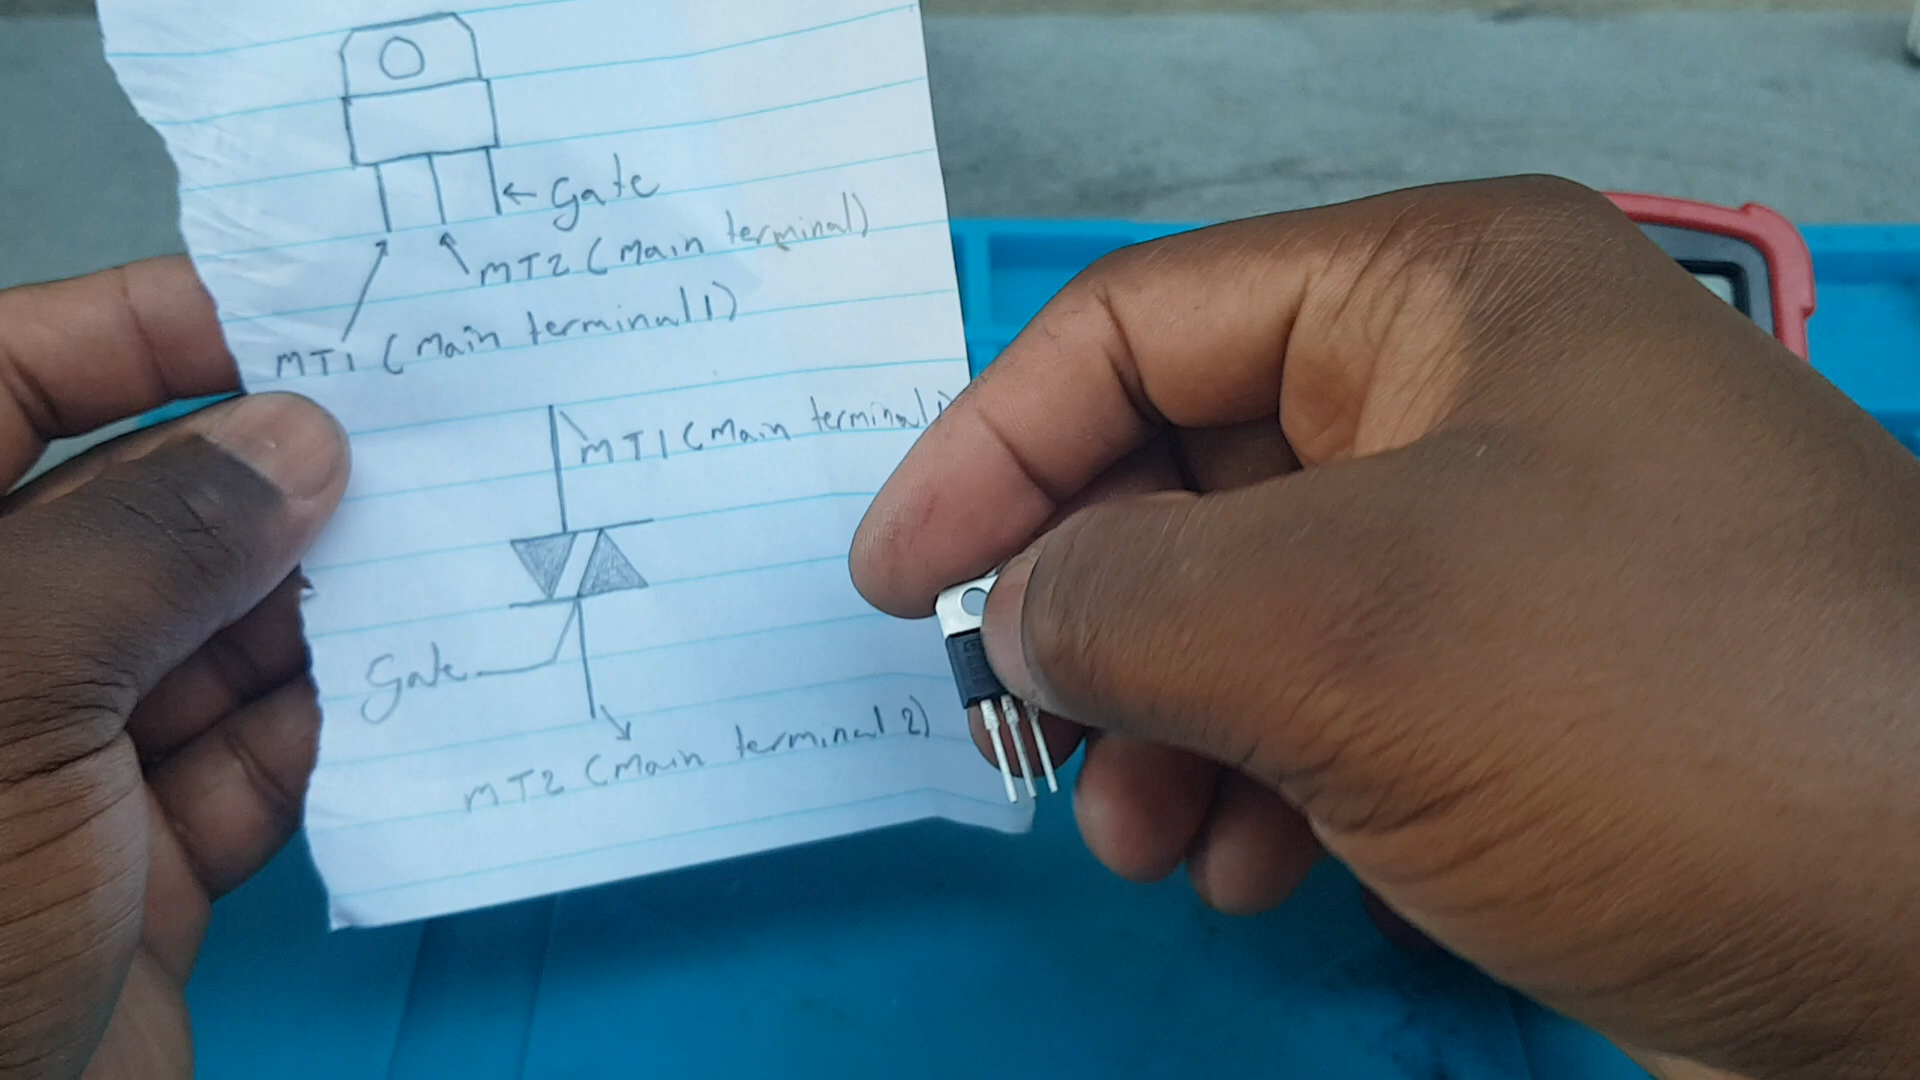 Gate
MT2 (Main terminal)
MT1 (Main terminal 1)
MT1 (Main terminal 1)
Gate
MT2 (Main terminal 2)